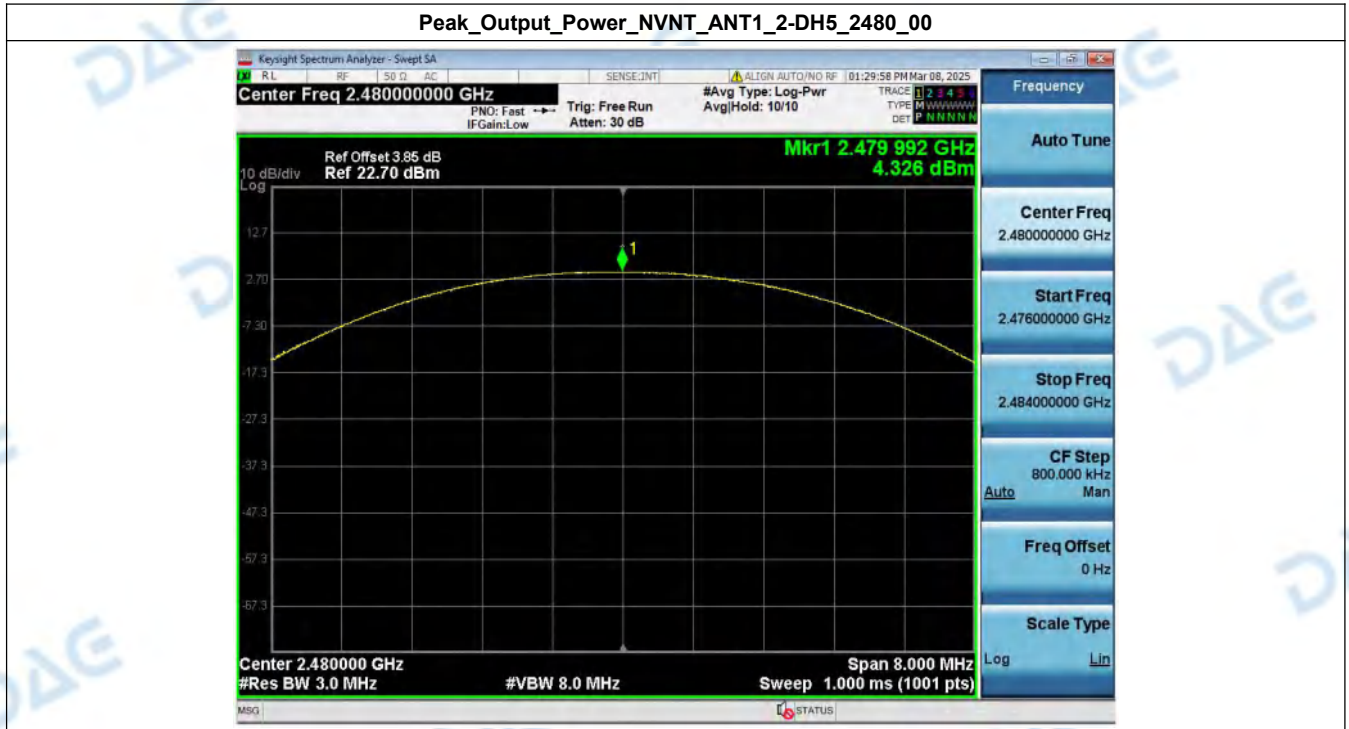 Peak_Output_Power_NVNT_ANT1_2-DH5_2480_00
Keysight Spectrum Analyzer - Swept SA
RL RF 50 Ω AC SENSE:INT ALIGN AUTO/NO RF 01:29:58 PM Mar 08, 2025
Center Freq 2.480000000 GHz
PNO: Fast
IFGain:Low
Trig: Free Run
Atten: 30 dB
#Avg Type: Log-Pwr
Avg|Hold: 10/10
TRACE 1 2 3 4 5 6
TYPE M W W W W W
DET P N N N N N
Ref Offset 3.85 dB
10 dB/div Ref 22.70 dBm
Log
Mkr1 2.479 992 GHz
4.326 dBm
12.7
2.70
-7.30
-17.3
-27.3
-37.3
-47.3
-57.3
-67.3
1
Center 2.480000 GHz Span 8.000 MHz
#Res BW 3.0 MHz #VBW 8.0 MHz Sweep 1.000 ms (1001 pts)
MSG STATUS
Frequency
Auto Tune
Center Freq
2.480000000 GHz
Start Freq
2.476000000 GHz
Stop Freq
2.484000000 GHz
CF Step
800.000 kHz
Auto Man
Freq Offset
0 Hz
Scale Type
Log Lin
DAG
DAG
DAG
DAG